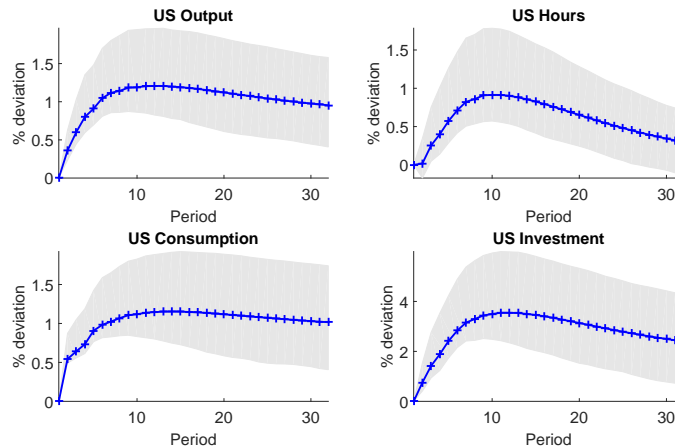 US Output
% deviation
1.5
1
0.5
0
10
20
30
Period
US Hours
% deviation
1.5
1
0.5
0
10
20
30
Period
US Consumption
% deviation
1.5
1
0.5
0
10
20
30
Period
US Investment
% deviation
4
2
0
10
20
30
Period